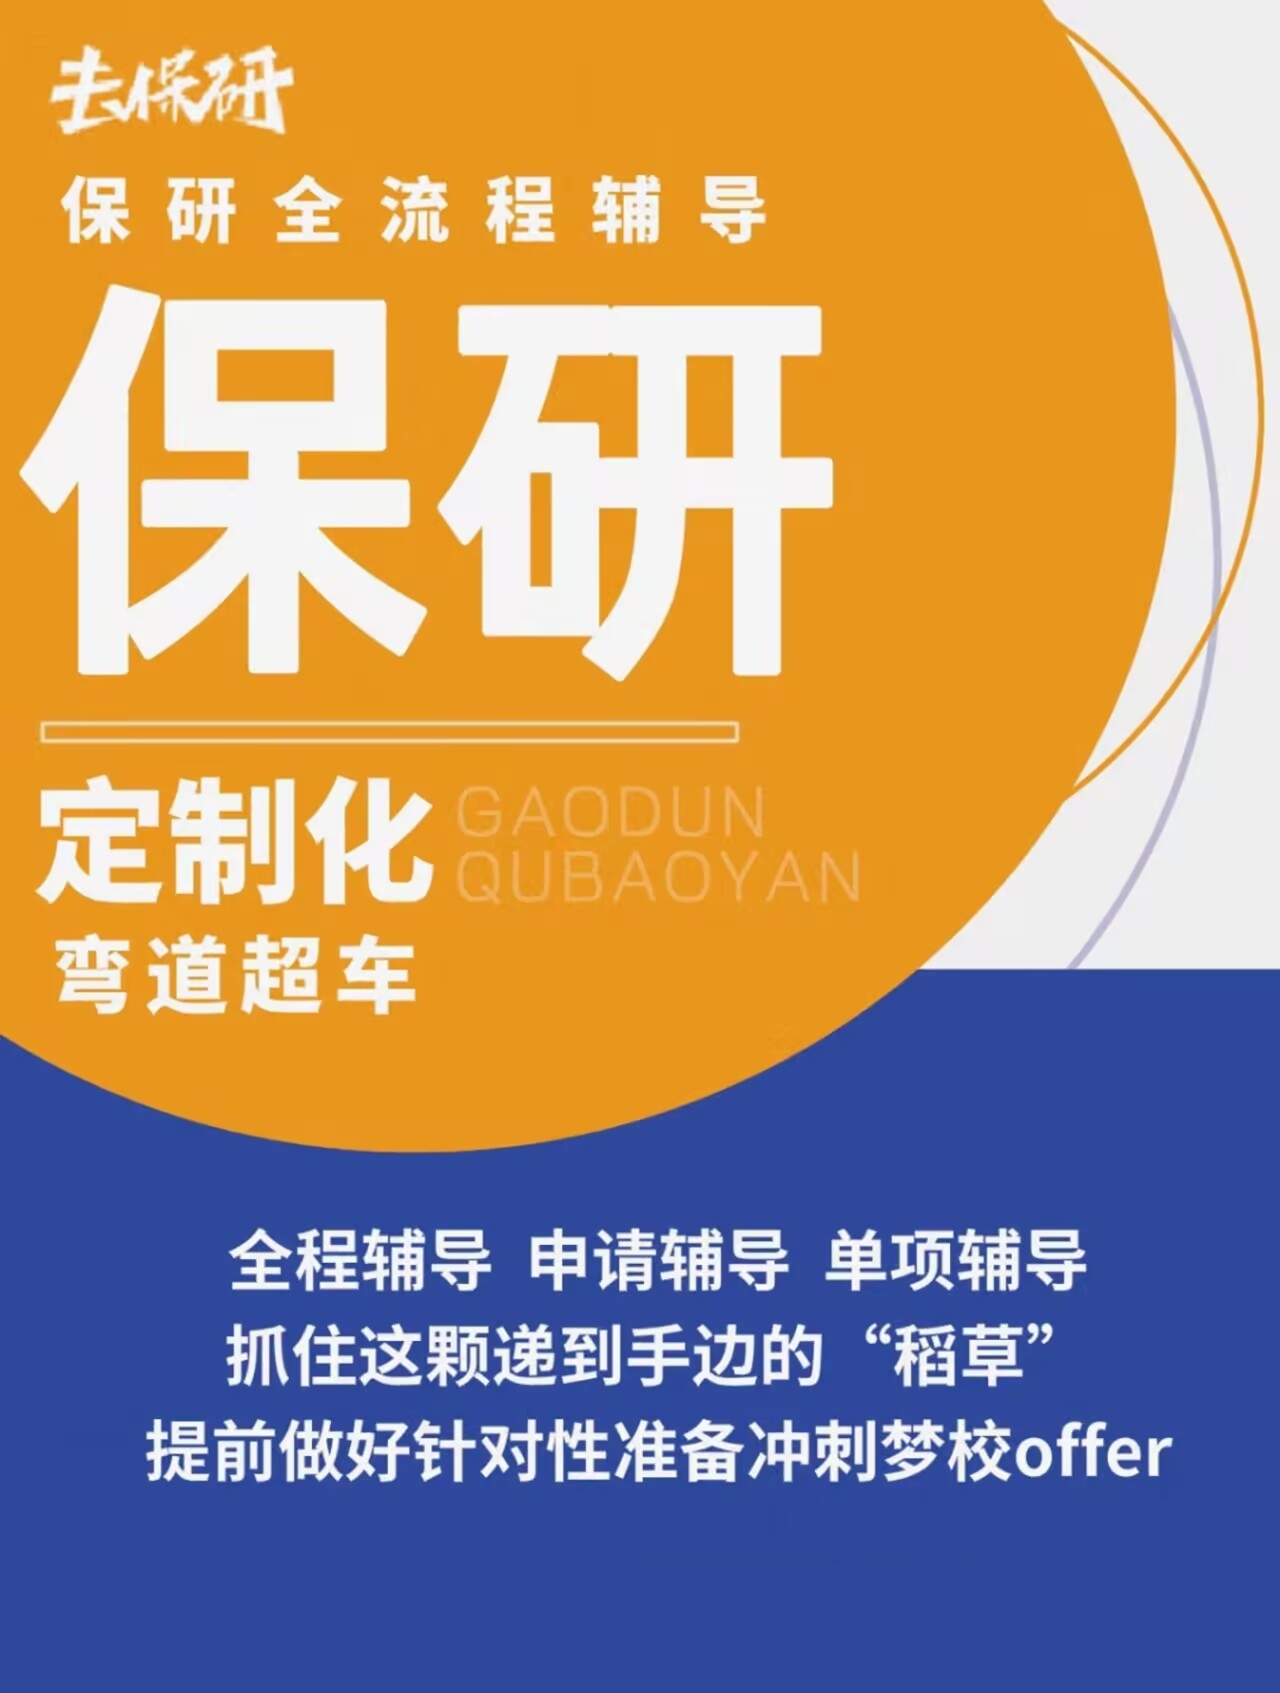 去保研
保研全流程辅导
保研
定制化
GAODUN
QUBAOYAN
弯道超车
全程辅导 申请辅导 单项辅导
抓住这颗递到手边的“稻草”
提前做好针对性准备冲刺梦校offer